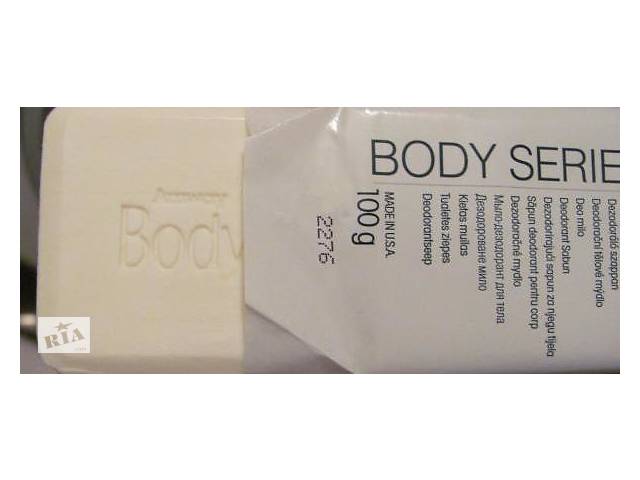 AMWAY
Body
BODY SERIE
Dezodoráló szappan
Deodorační tělové mýdlo
Deo milo
Deodorant Sabun
Dezodorirajući sapun za njegu tijela
Săpun deodorant pentru corp
Dezodoračné mydlo
Мыло-дезодорант для тела
Дезодороване мило
Kietas muilas
Tualetes ziepes
Deodorantseep
MADE IN U.S.A.
100 g
2276
RIA